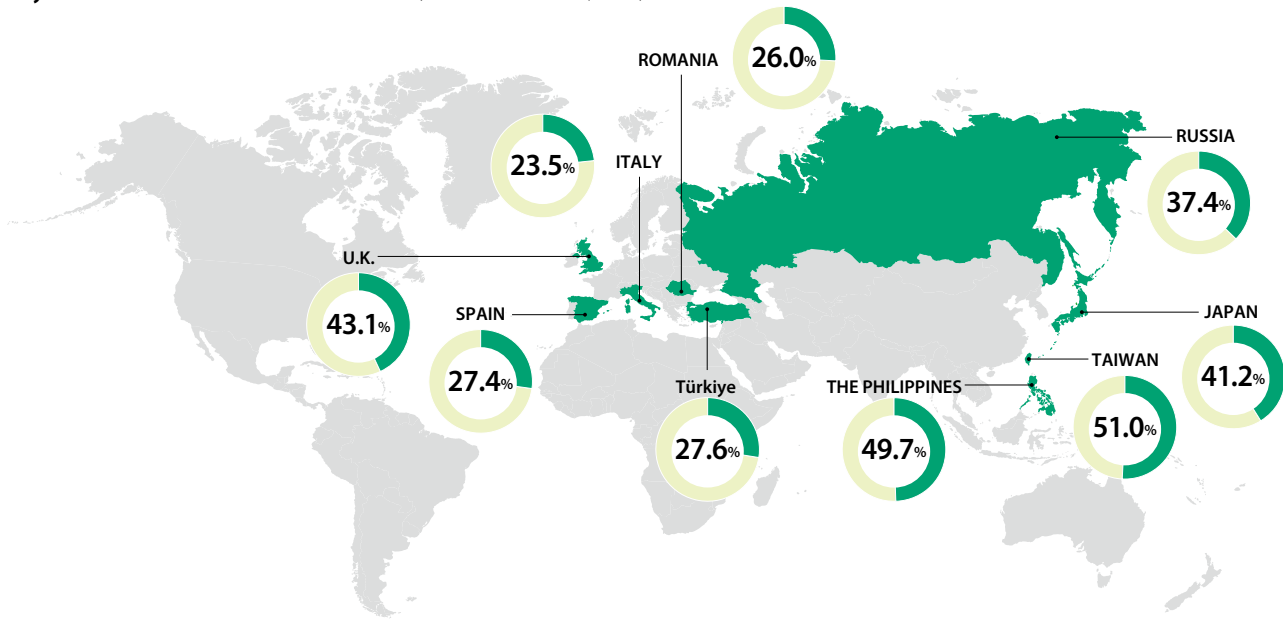 ROMANIA
26.0%
23.5%
ITALY
RUSSIA
37.4%
U.K.
43.1%
SPAIN
27.4%
Türkiye
27.6%
THE PHILIPPINES
49.7%
TAIWAN
51.0%
JAPAN
41.2%